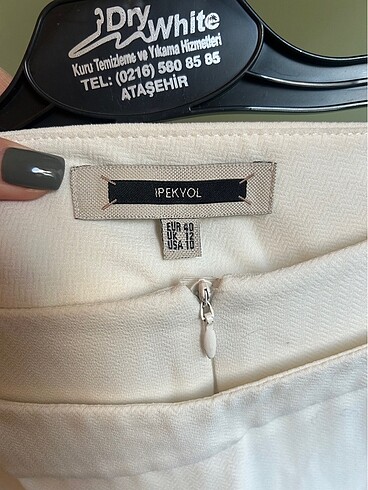 Dry
White
Kuru Temizleme ve Yıkama Hizmetleri
TEL: (0216) 580 85 85
ATAŞEHİR
IPEKYOL
EUR 40
UK 12
USA 10